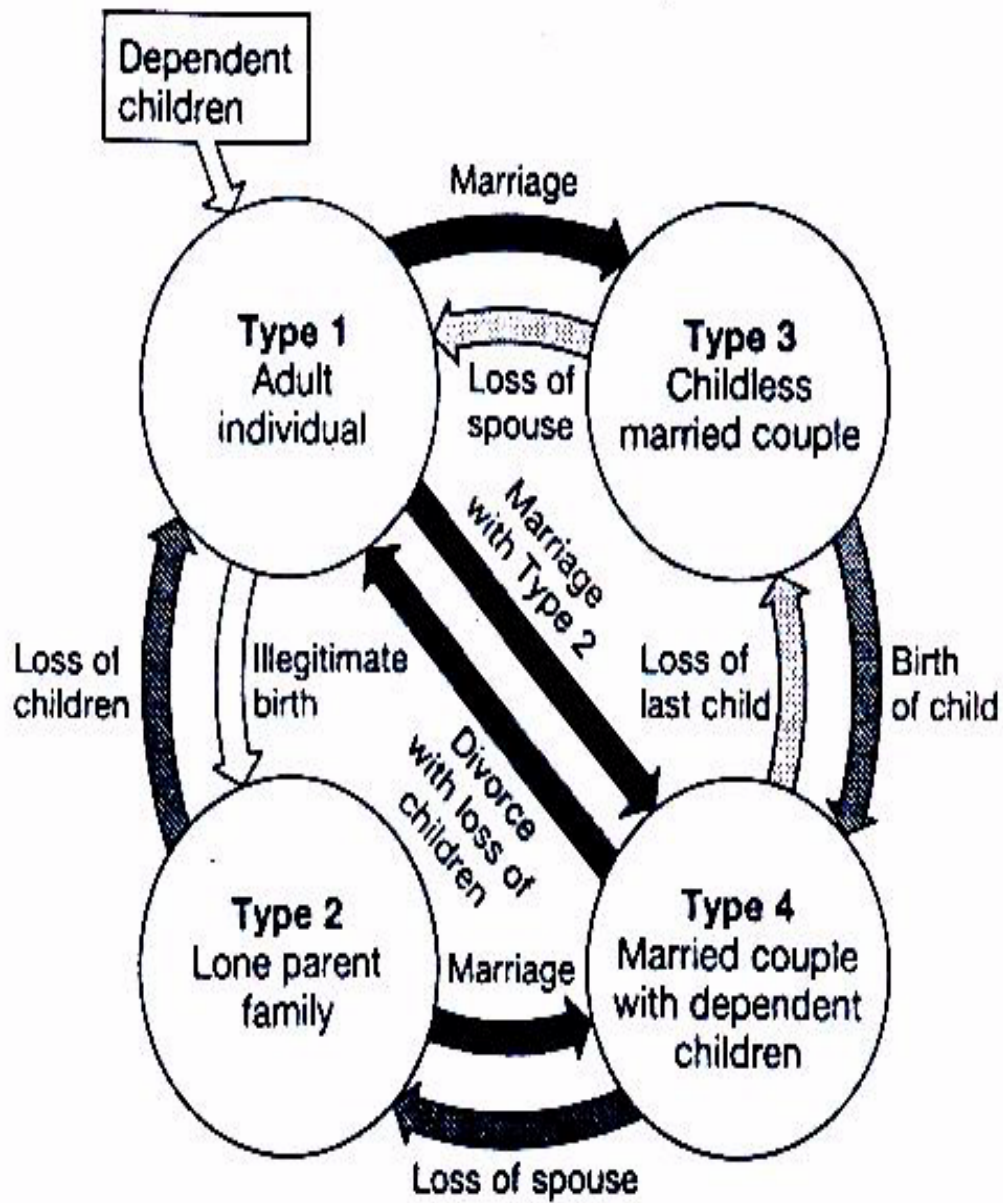 Dependent
children
Marriage
Type 1
Adult
individual
Loss of
spouse
Type 3
Childless
married couple
Marriage
with Type 2
Loss of
children
Illegitimate
birth
Divorce
with loss of
children
Loss of
last child
Birth
of child
Type 2
Lone parent
family
Marriage
Type 4
Married couple
with dependent
children
Loss of spouse